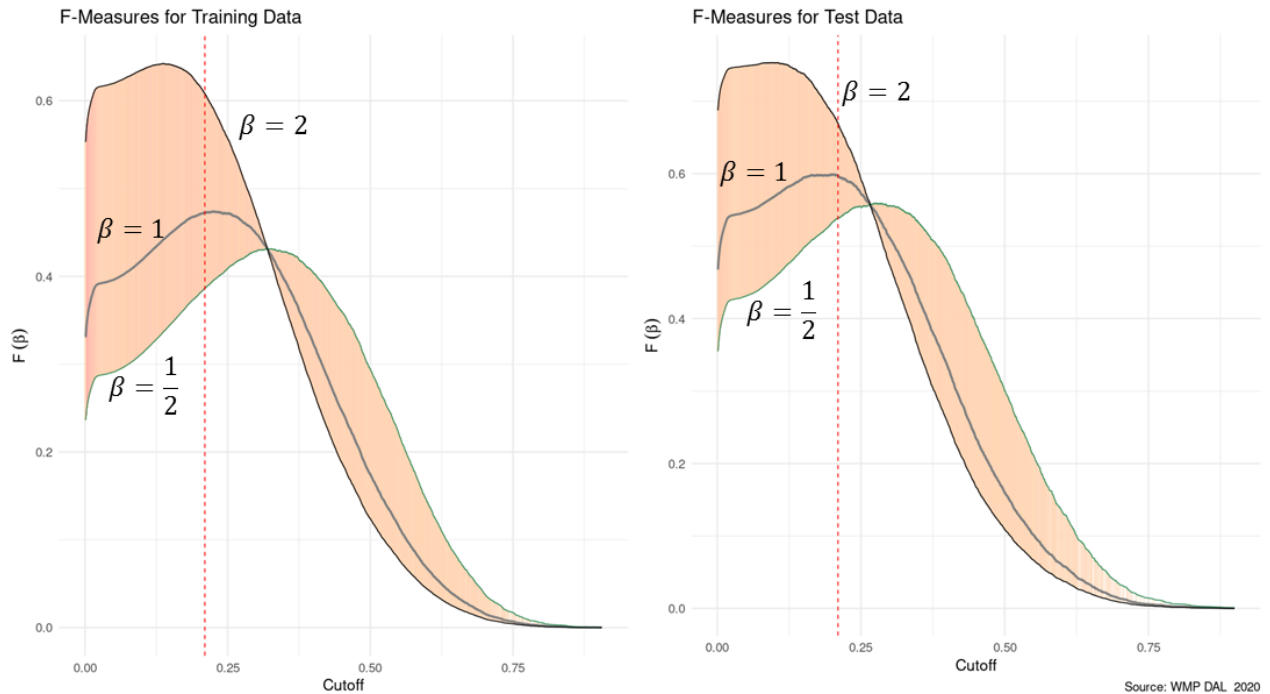 F-Measures for Training Data
F (β)
0.6
0.4
0.2
0.0
β = 2
β = 1
β = 1/2
0.00 0.25 0.50 0.75
Cutoff
F-Measures for Test Data
F (β)
0.6
0.4
0.2
0.0
β = 2
β = 1
β = 1/2
0.00 0.25 0.50 0.75
Cutoff
Source: WMP DAL 2020